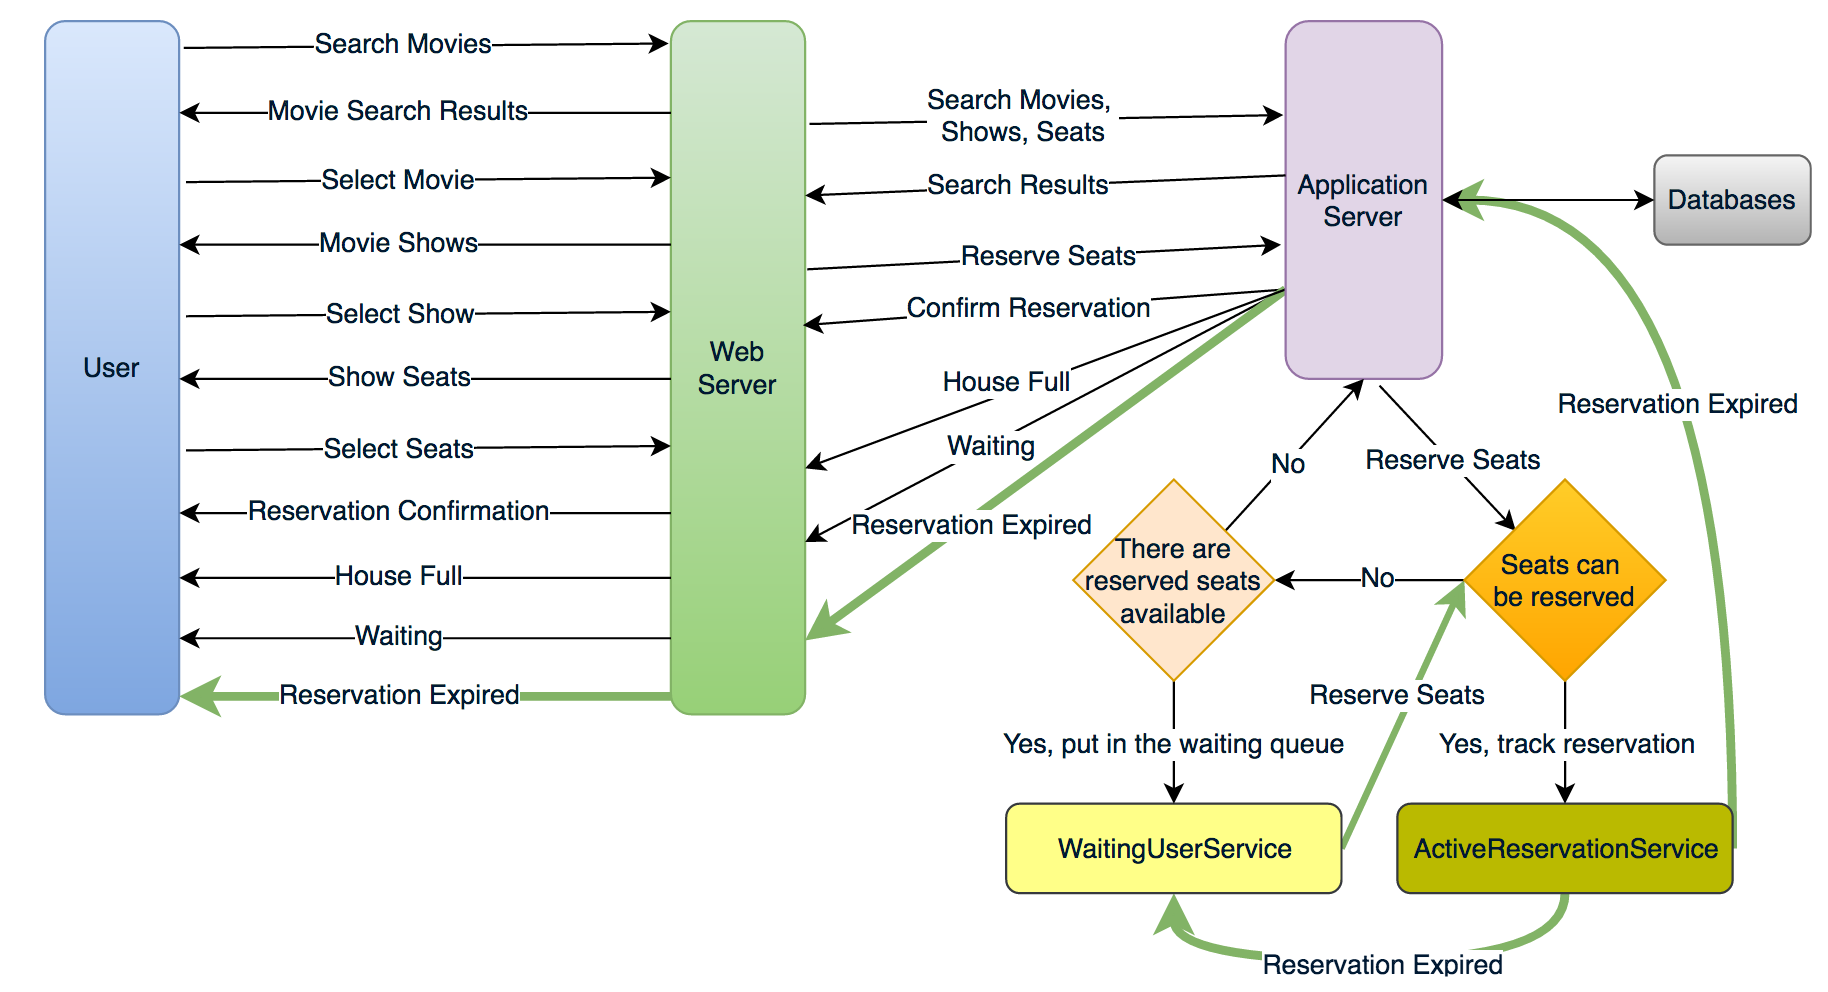 Search Movies
Movie Search Results
Select Movie
Movie Shows
Select Show
Show Seats
Select Seats
Reservation Confirmation
House Full
Waiting
Reservation Expired
User
Web
Server
Search Movies,
Shows, Seats
Search Results
Reserve Seats
Confirm Reservation
House Full
Waiting
Reservation Expired
Application
Server
Databases
Reservation Expired
No
Reserve Seats
There are
reserved seats
available
No
Seats can
be reserved
Reserve Seats
Yes, put in the waiting queue
Yes, track reservation
WaitingUserService
ActiveReservationService
Reservation Expired